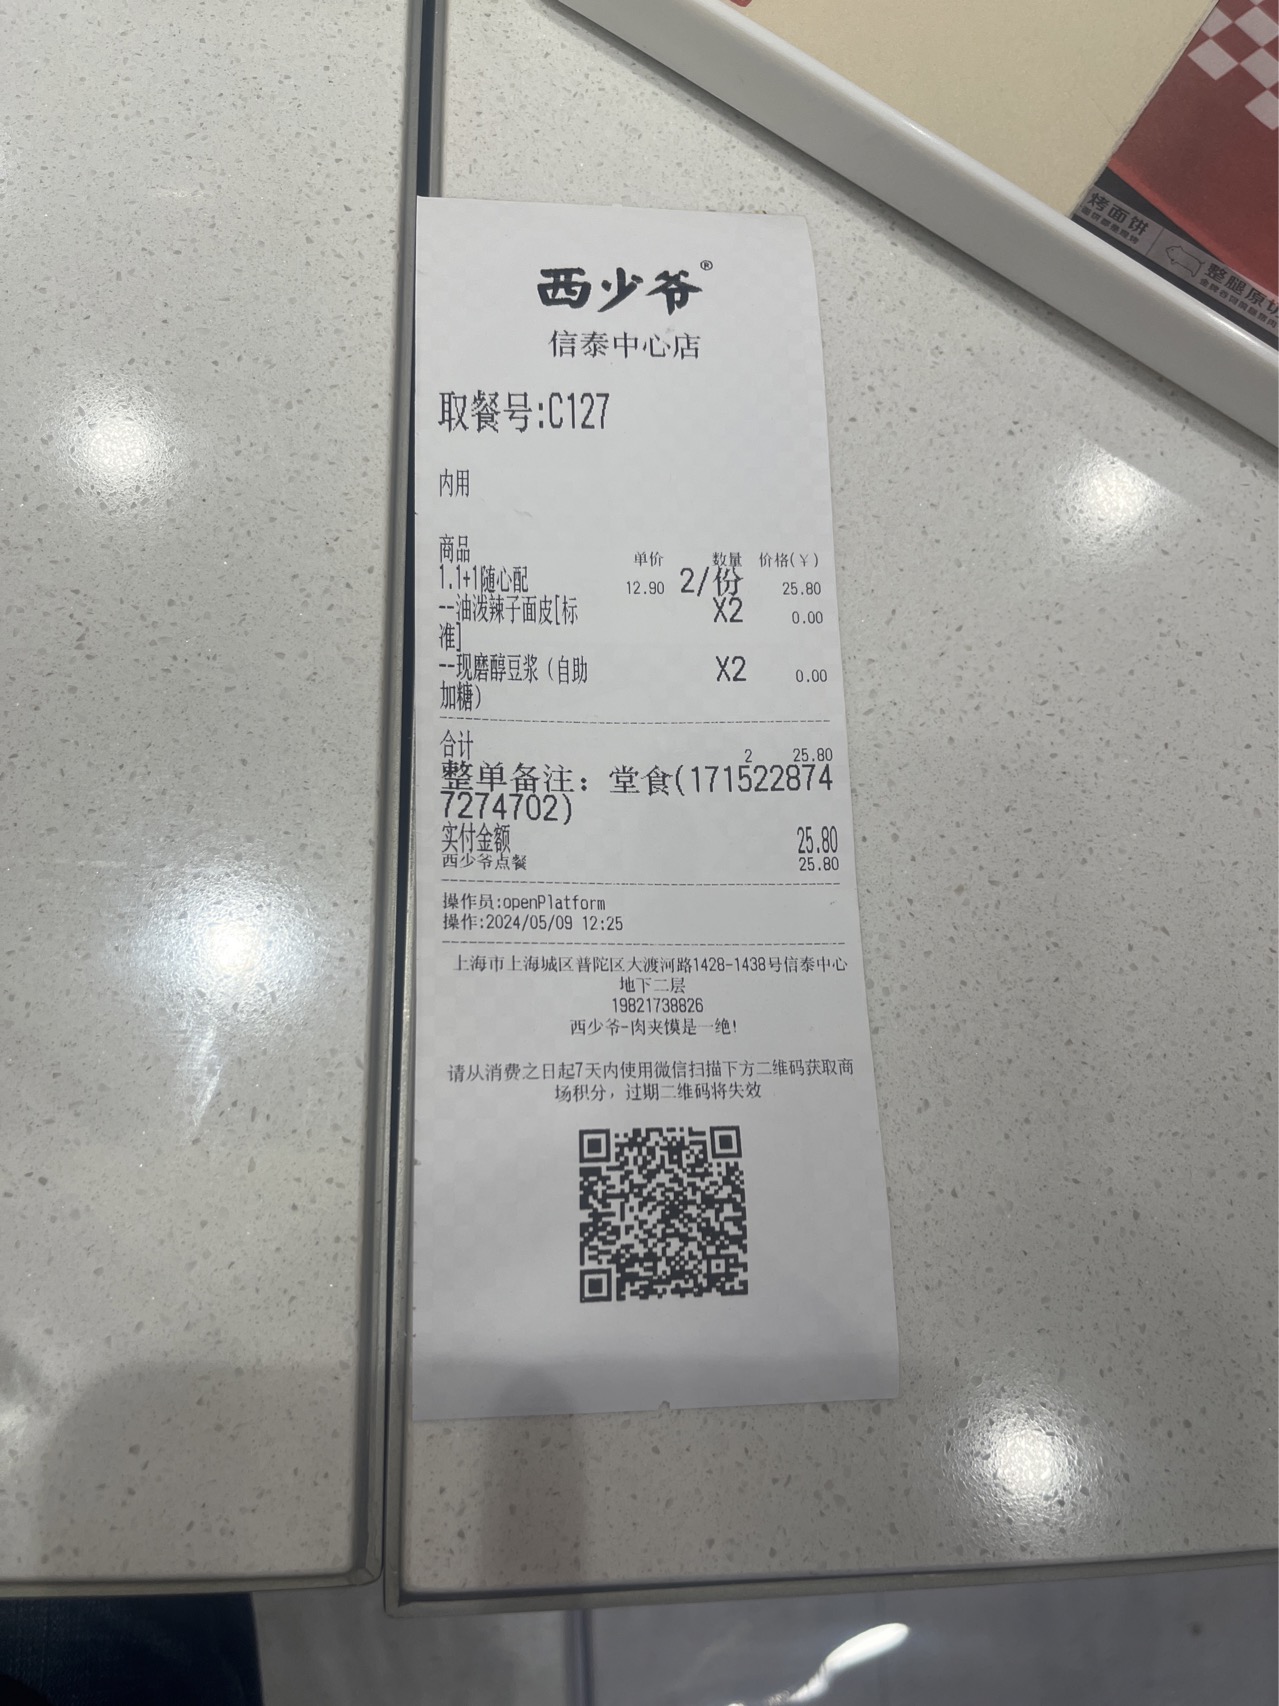 西少爷®
信泰中心店
取餐号:C127
内用
商品 单价 数量 价格(¥)
1.1+1随心配 12.90 2/份 25.80
--油泼辣子面皮[标 X2 0.00
准]
--现磨醇豆浆（自助 X2 0.00
加糖）
合计 2 25.80
整单备注：堂食(171522874
7274702)
实付金额 25.80
西少爷点餐 25.80
操作员:openPlatform
操作:2024/05/09 12:25
上海市上海城区普陀区大渡河路1428-1438号信泰中心
地下二层
19821738826
西少爷-肉夹馍是一绝!
请从消费之日起7天内使用微信扫描下方二维码获取商
场积分，过期二维码将失效
烤面饼
整腿原切